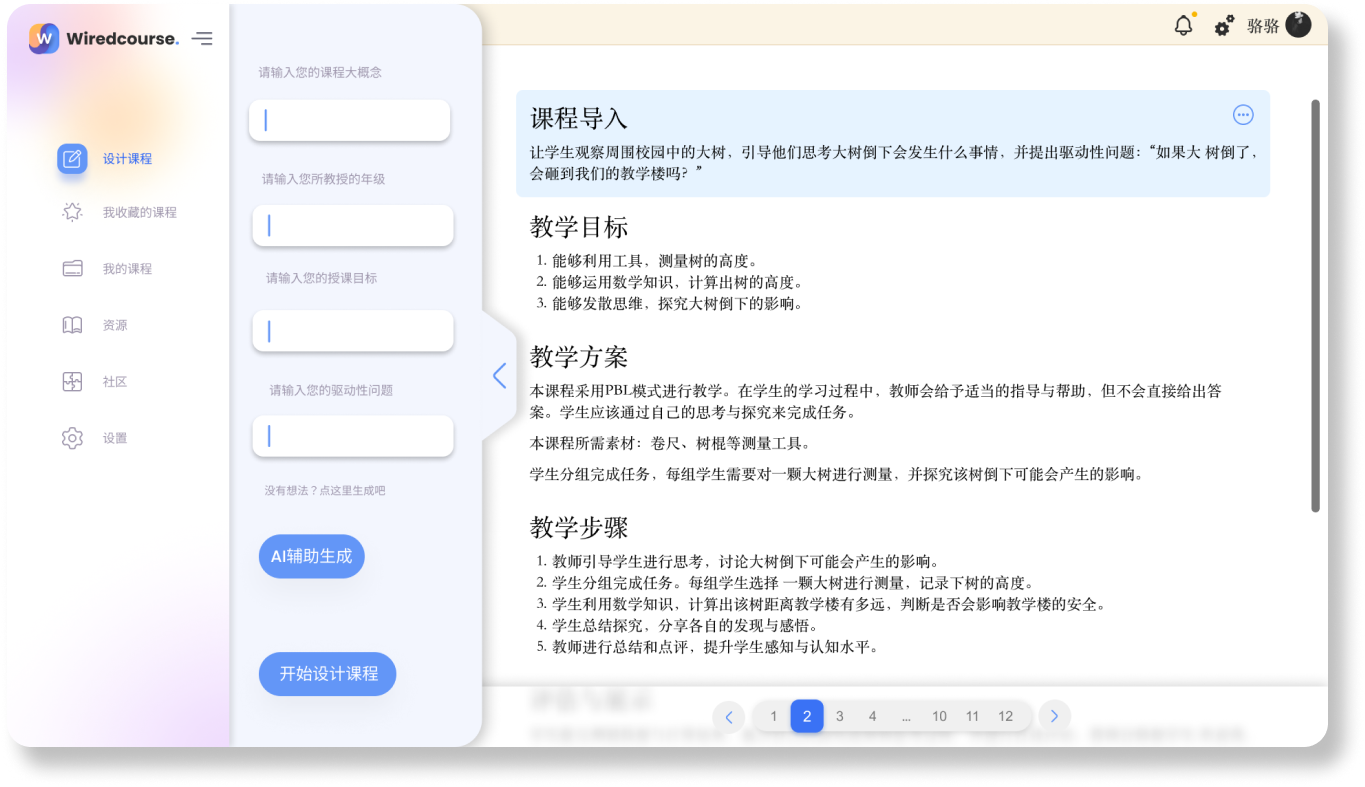 Wiredcourse.
设计课程
我收藏的课程
我的课程
资源
社区
设置
请输入您的课程大概念
请输入您所教授的年级
请输入您的授课目标
请输入您的驱动性问题
没有想法？点这里生成吧
AI辅助生成
开始设计课程
骆骆
课程导入
让学生观察周围校园中的大树，引导他们思考大树倒下会发生什么事情，并提出驱动性问题：“如果大 树倒了，
会砸到我们的教学楼吗？”
教学目标
1. 能够利用工具，测量树的高度。
2. 能够运用数学知识，计算出树的高度。
3. 能够发散思维，探究大树倒下的影响。
教学方案
本课程采用PBL模式进行教学。在学生的学习过程中，教师会给予适当的指导与帮助，但不会直接给出答
案。学生应该通过自己的思考与探究来完成任务。
本课程所需素材：卷尺、树棍等测量工具。
学生分组完成任务，每组学生需要对一颗大树进行测量，并探究该树倒下可能会产生的影响。
教学步骤
1. 教师引导学生进行思考，讨论大树倒下可能会产生的影响。
2. 学生分组完成任务。每组学生选择 一颗大树进行测量，记录下树的高度。
3. 学生利用数学知识，计算出该树距离教学楼有多远，判断是否会影响教学楼的安全。
4. 学生总结探究，分享各自的发现与感悟。
5. 教师进行总结和点评，提升学生感知与认知水平。
1 2 3 4 ... 10 11 12